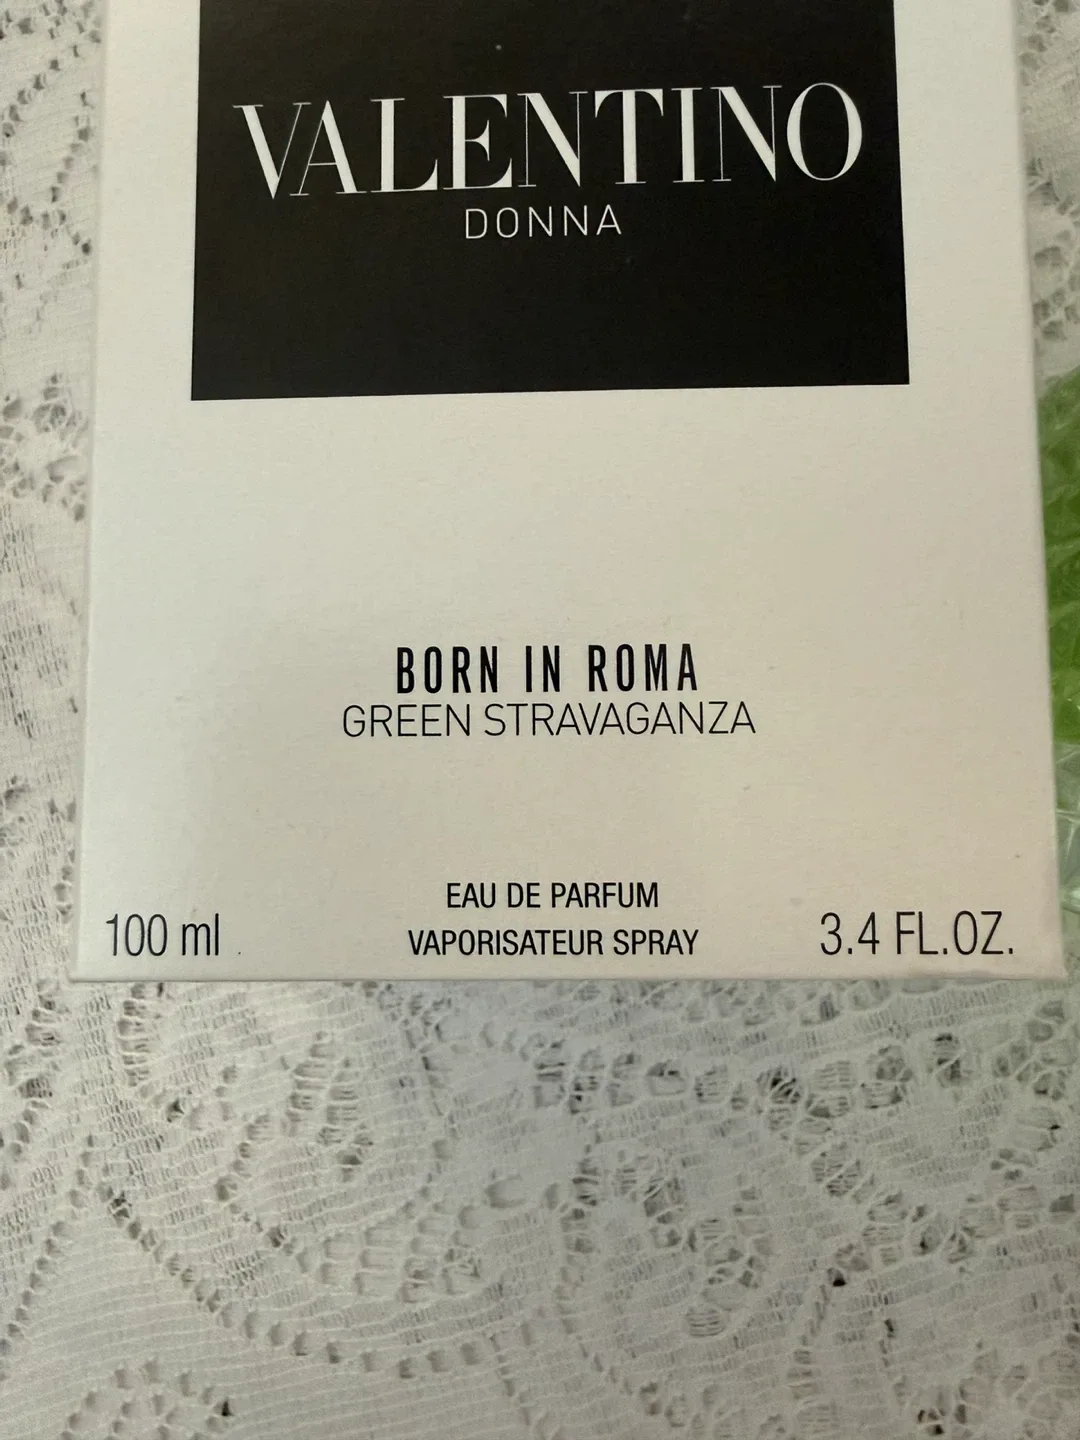 VALENTINO
DONNA
BORN IN ROMA
GREEN STRAVAGANZA
EAU DE PARFUM
100 ml VAPORISATEUR SPRAY 3.4 FL.OZ.